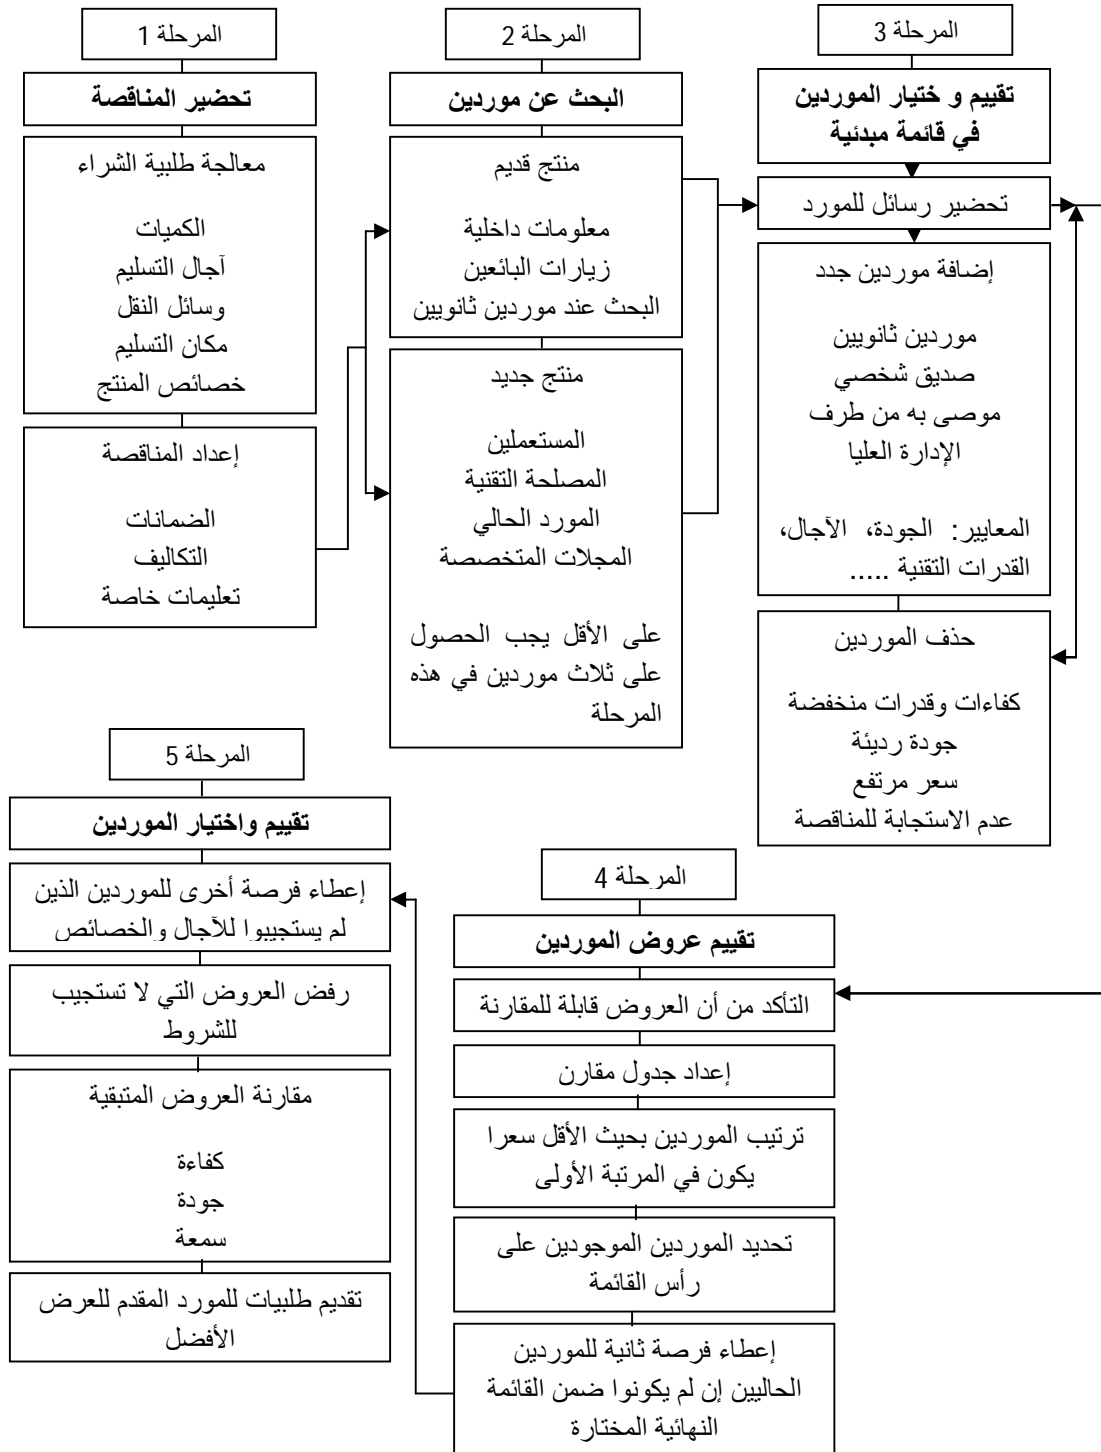 المرحلة 1
تحضير المناقصة
معالجة طلبية الشراء
الكميات
آجال التسليم
وسائل النقل
مكان التسليم
خصائص المنتج
إعداد المناقصة
الضمانات
التكاليف
تعليمات خاصة
المرحلة 2
البحث عن موردين
منتج قديم
معلومات داخلية
زيارات البائعين
البحث عند موردين ثانويين
منتج جديد
المستعملين
المصلحة التقنية
المورد الحالي
المجلات المتخصصة
على الأقل يجب الحصول
على ثلاث موردين في هذه
المرحلة
المرحلة 3
تقييم و ختيار الموردين
في قائمة مبدئية
تحضير رسائل للمورد
إضافة موردين جدد
موردين ثانويين
صديق شخصي
موصى به من طرف
الإدارة العليا
المعايير: الجودة، الآجال،
القدرات التقنية .....
حذف الموردين
كفاءات وقدرات منخفضة
جودة رديئة
سعر مرتفع
عدم الاستجابة للمناقصة
المرحلة 4
تقييم عروض الموردين
التأكد من أن العروض قابلة للمقارنة
إعداد جدول مقارن
ترتيب الموردين بحيث الأقل سعرا
يكون في المرتبة الأولى
تحديد الموردين الموجودين على
رأس القائمة
إعطاء فرصة ثانية للموردين
الحاليين إن لم يكونوا ضمن القائمة
النهائية المختارة
المرحلة 5
تقييم واختيار الموردين
إعطاء فرصة أخرى للموردين الذين
لم يستجيبوا للآجال والخصائص
رفض العروض التي لا تستجيب
للشروط
مقارنة العروض المتبقية
كفاءة
جودة
سمعة
تقديم طلبيات للمورد المقدم للعرض
الأفضل